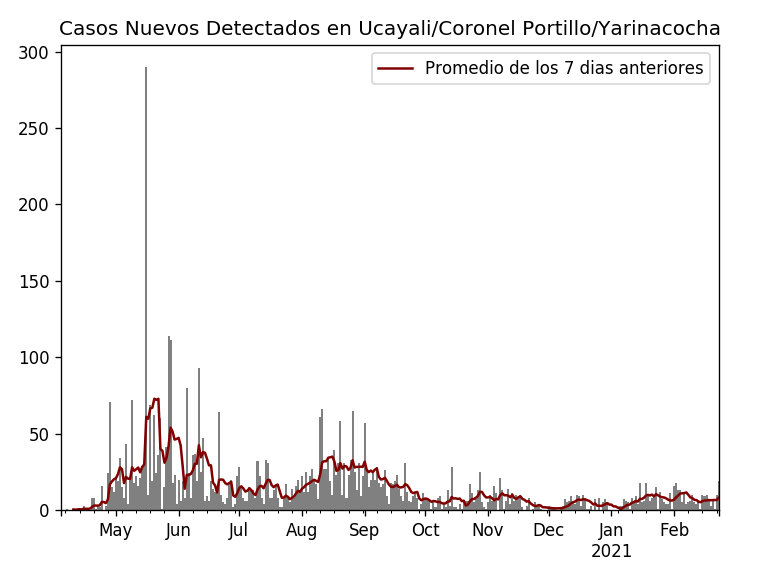 Casos Nuevos Detectados en Ucayali/Coronel Portillo/Yarinacocha
Promedio de los 7 dias anteriores
300
250
200
150
100
50
0
May Jun Jul Aug Sep Oct Nov Dec Jan Feb
2021